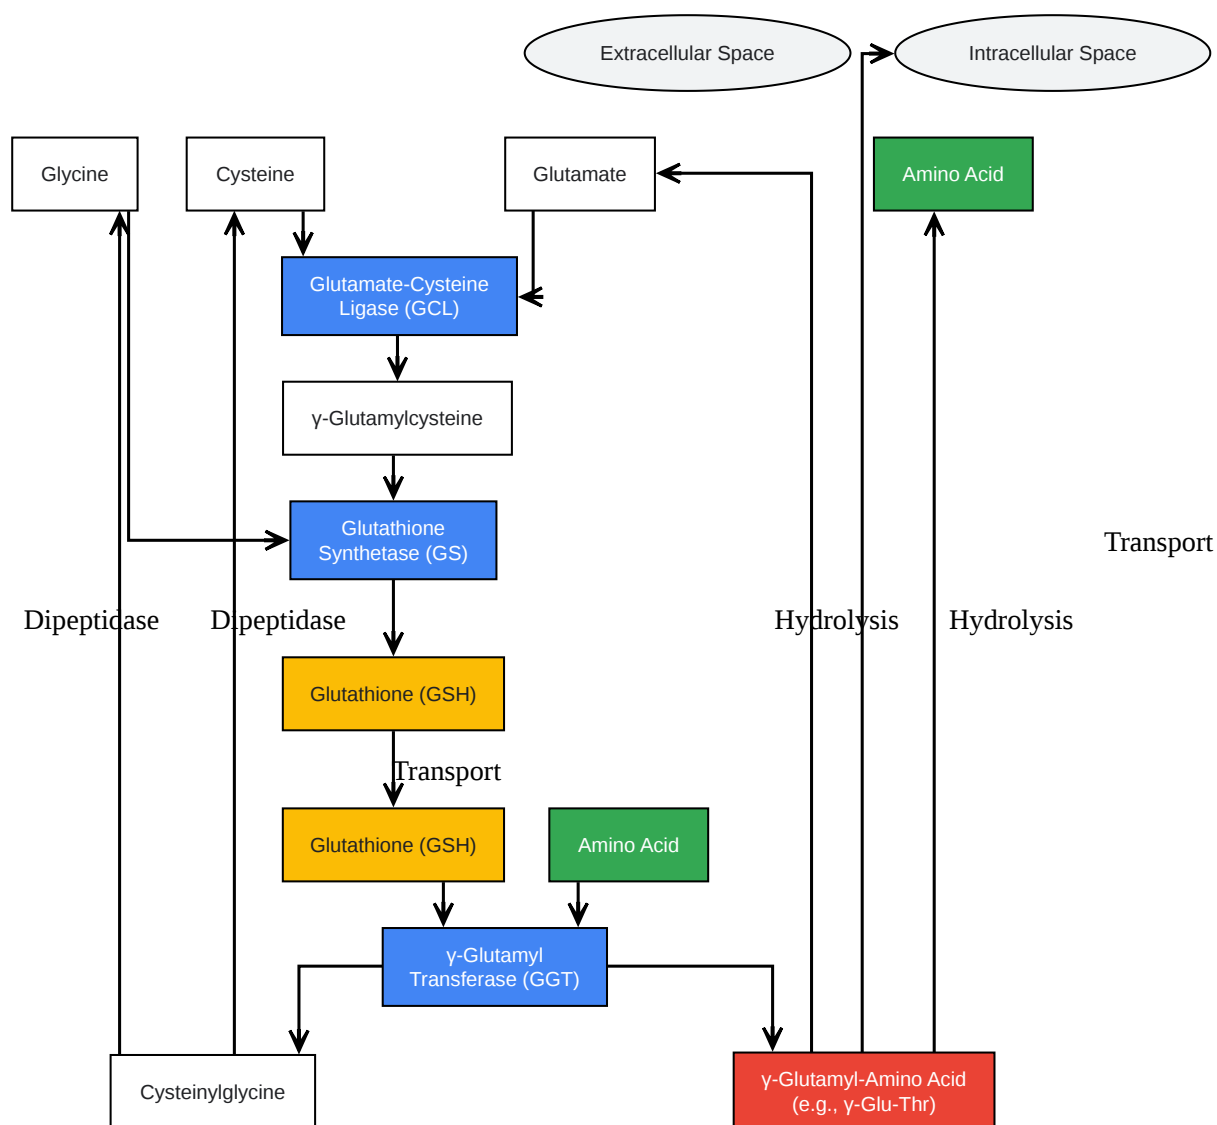 Extracellular Space
Intracellular Space
Glycine
Cysteine
Glutamate
Amino Acid
Glutamate-Cysteine
Ligase (GCL)
γ-Glutamylcysteine
Glutathione
Synthetase (GS)
Transport
Dipeptidase
Dipeptidase
Hydrolysis
Hydrolysis
Glutathione (GSH)
Transport
Glutathione (GSH)
Amino Acid
γ-Glutamyl
Transferase (GGT)
Cysteinylglycine
γ-Glutamyl-Amino Acid
(e.g., γ-Glu-Thr)